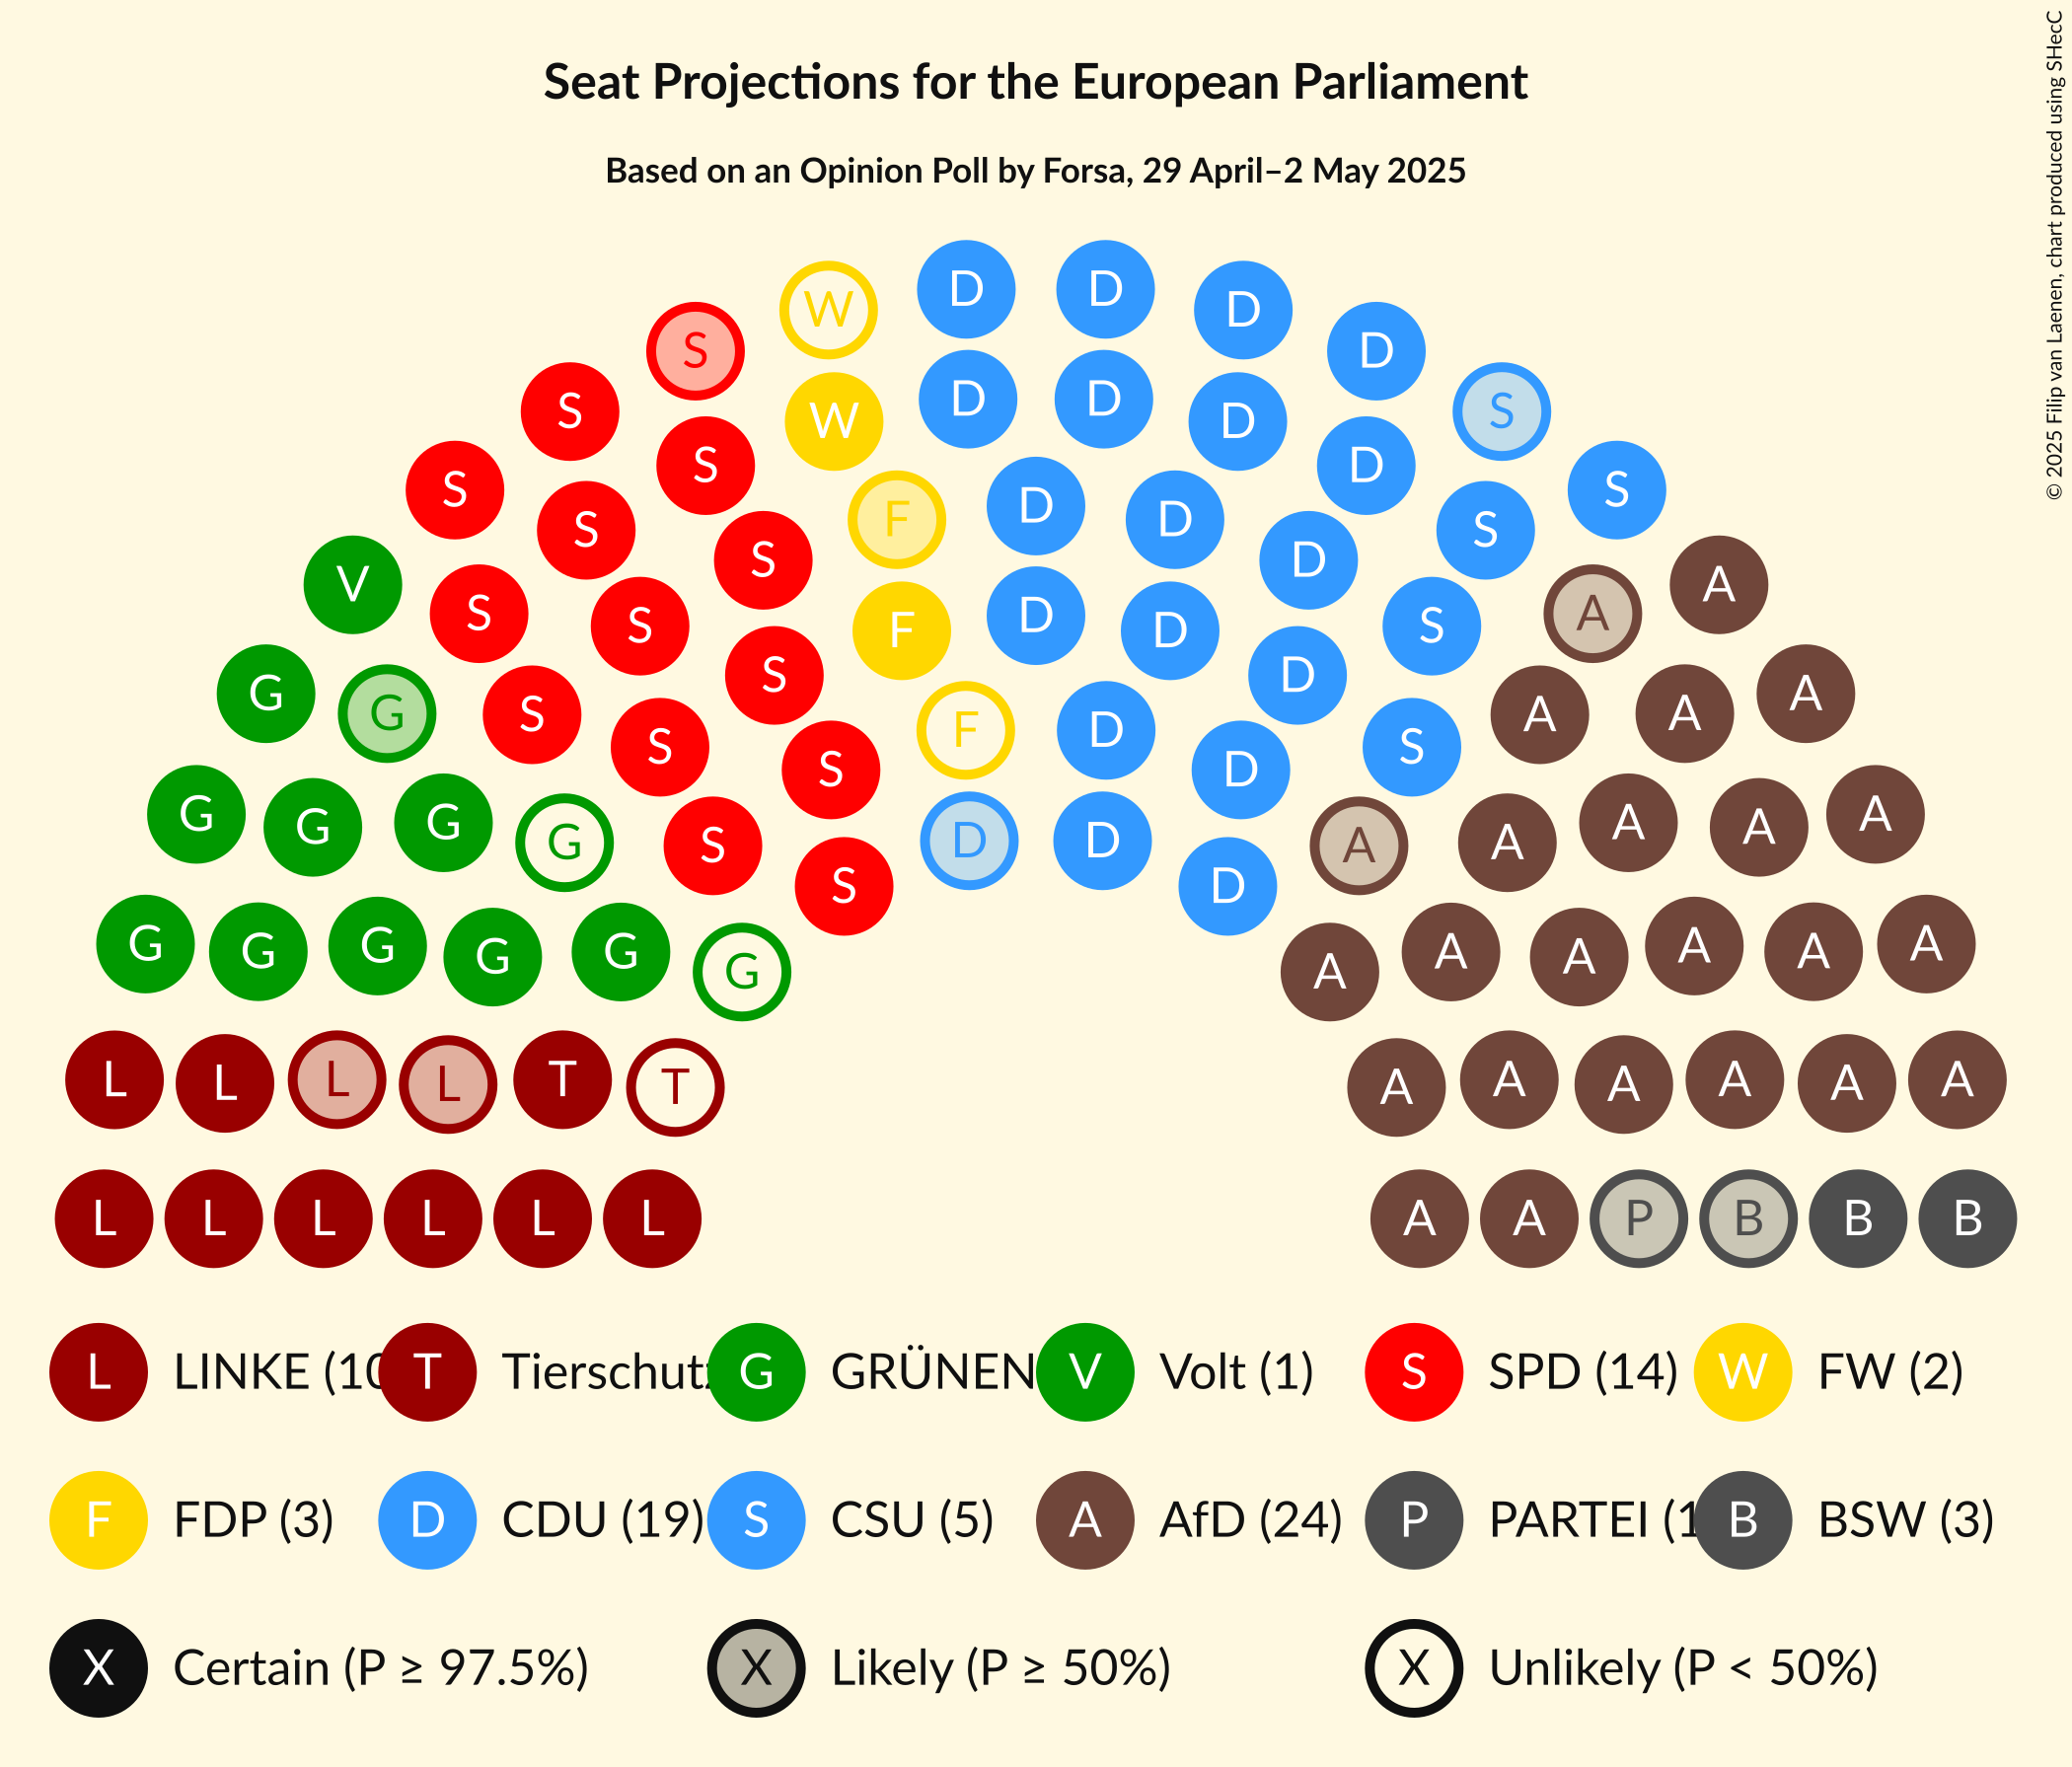 Seat Projections for the European Parliament
Based on an Opinion Poll by Forsa, 29 April–2 May 2025
© 2025 Filip van Laenen, chart produced using SHecC
W D D D D
S S
S W D D D D S
S S F D D D S
S S D
V S S S F D D S A A
G G S S D A A A
S S F D D S
G G G G S S D D A A A A A
S D
G G G G G G A A A A A A
L L L L T T A A A A A A
L L L L L L A A P B B B
L LINKE (10 T Tierschutz G GRÜNEN V Volt (1) S SPD (14) W FW (2)
F FDP (3) D CDU (19) S CSU (5) A AfD (24) P PARTEI (1 B BSW (3)
X Certain (P ≥ 97.5%) X Likely (P ≥ 50%) X Unlikely (P < 50%)